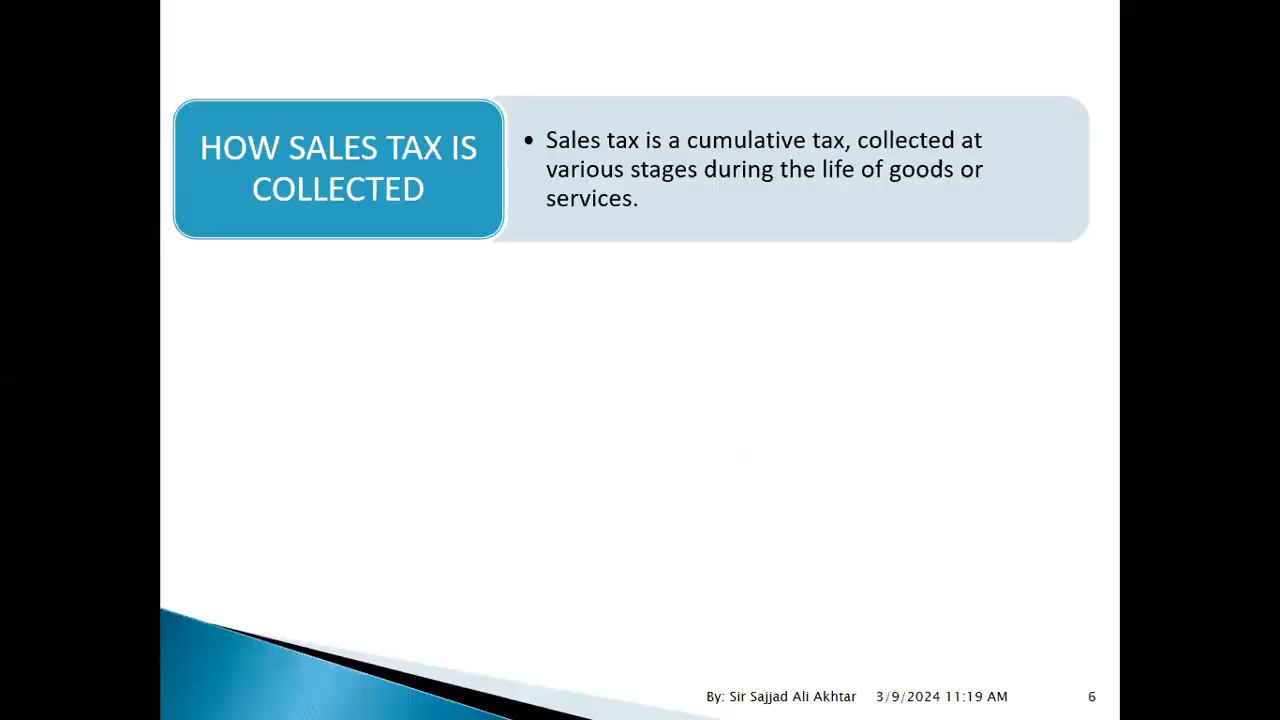 HOW SALES TAX IS
COLLECTED
• Sales tax is a cumulative tax, collected at
various stages during the life of goods or
services.
By: Sir Sajjad Ali Akhtar 3/9/2024 11:19 AM 6